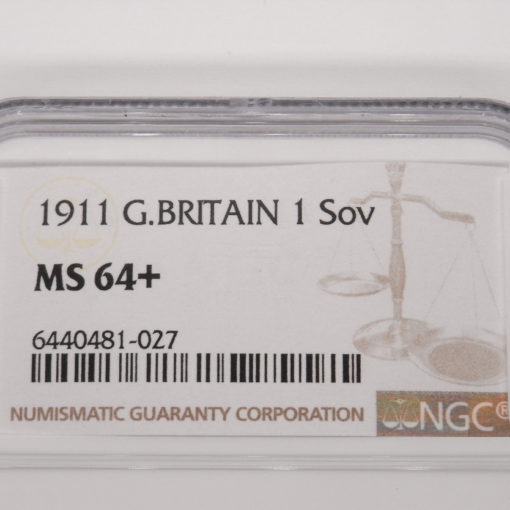 1911 G.BRITAIN 1 Sov
MS 64+
6440481-027
NUMISMATIC GUARANTY CORPORATION NGC®